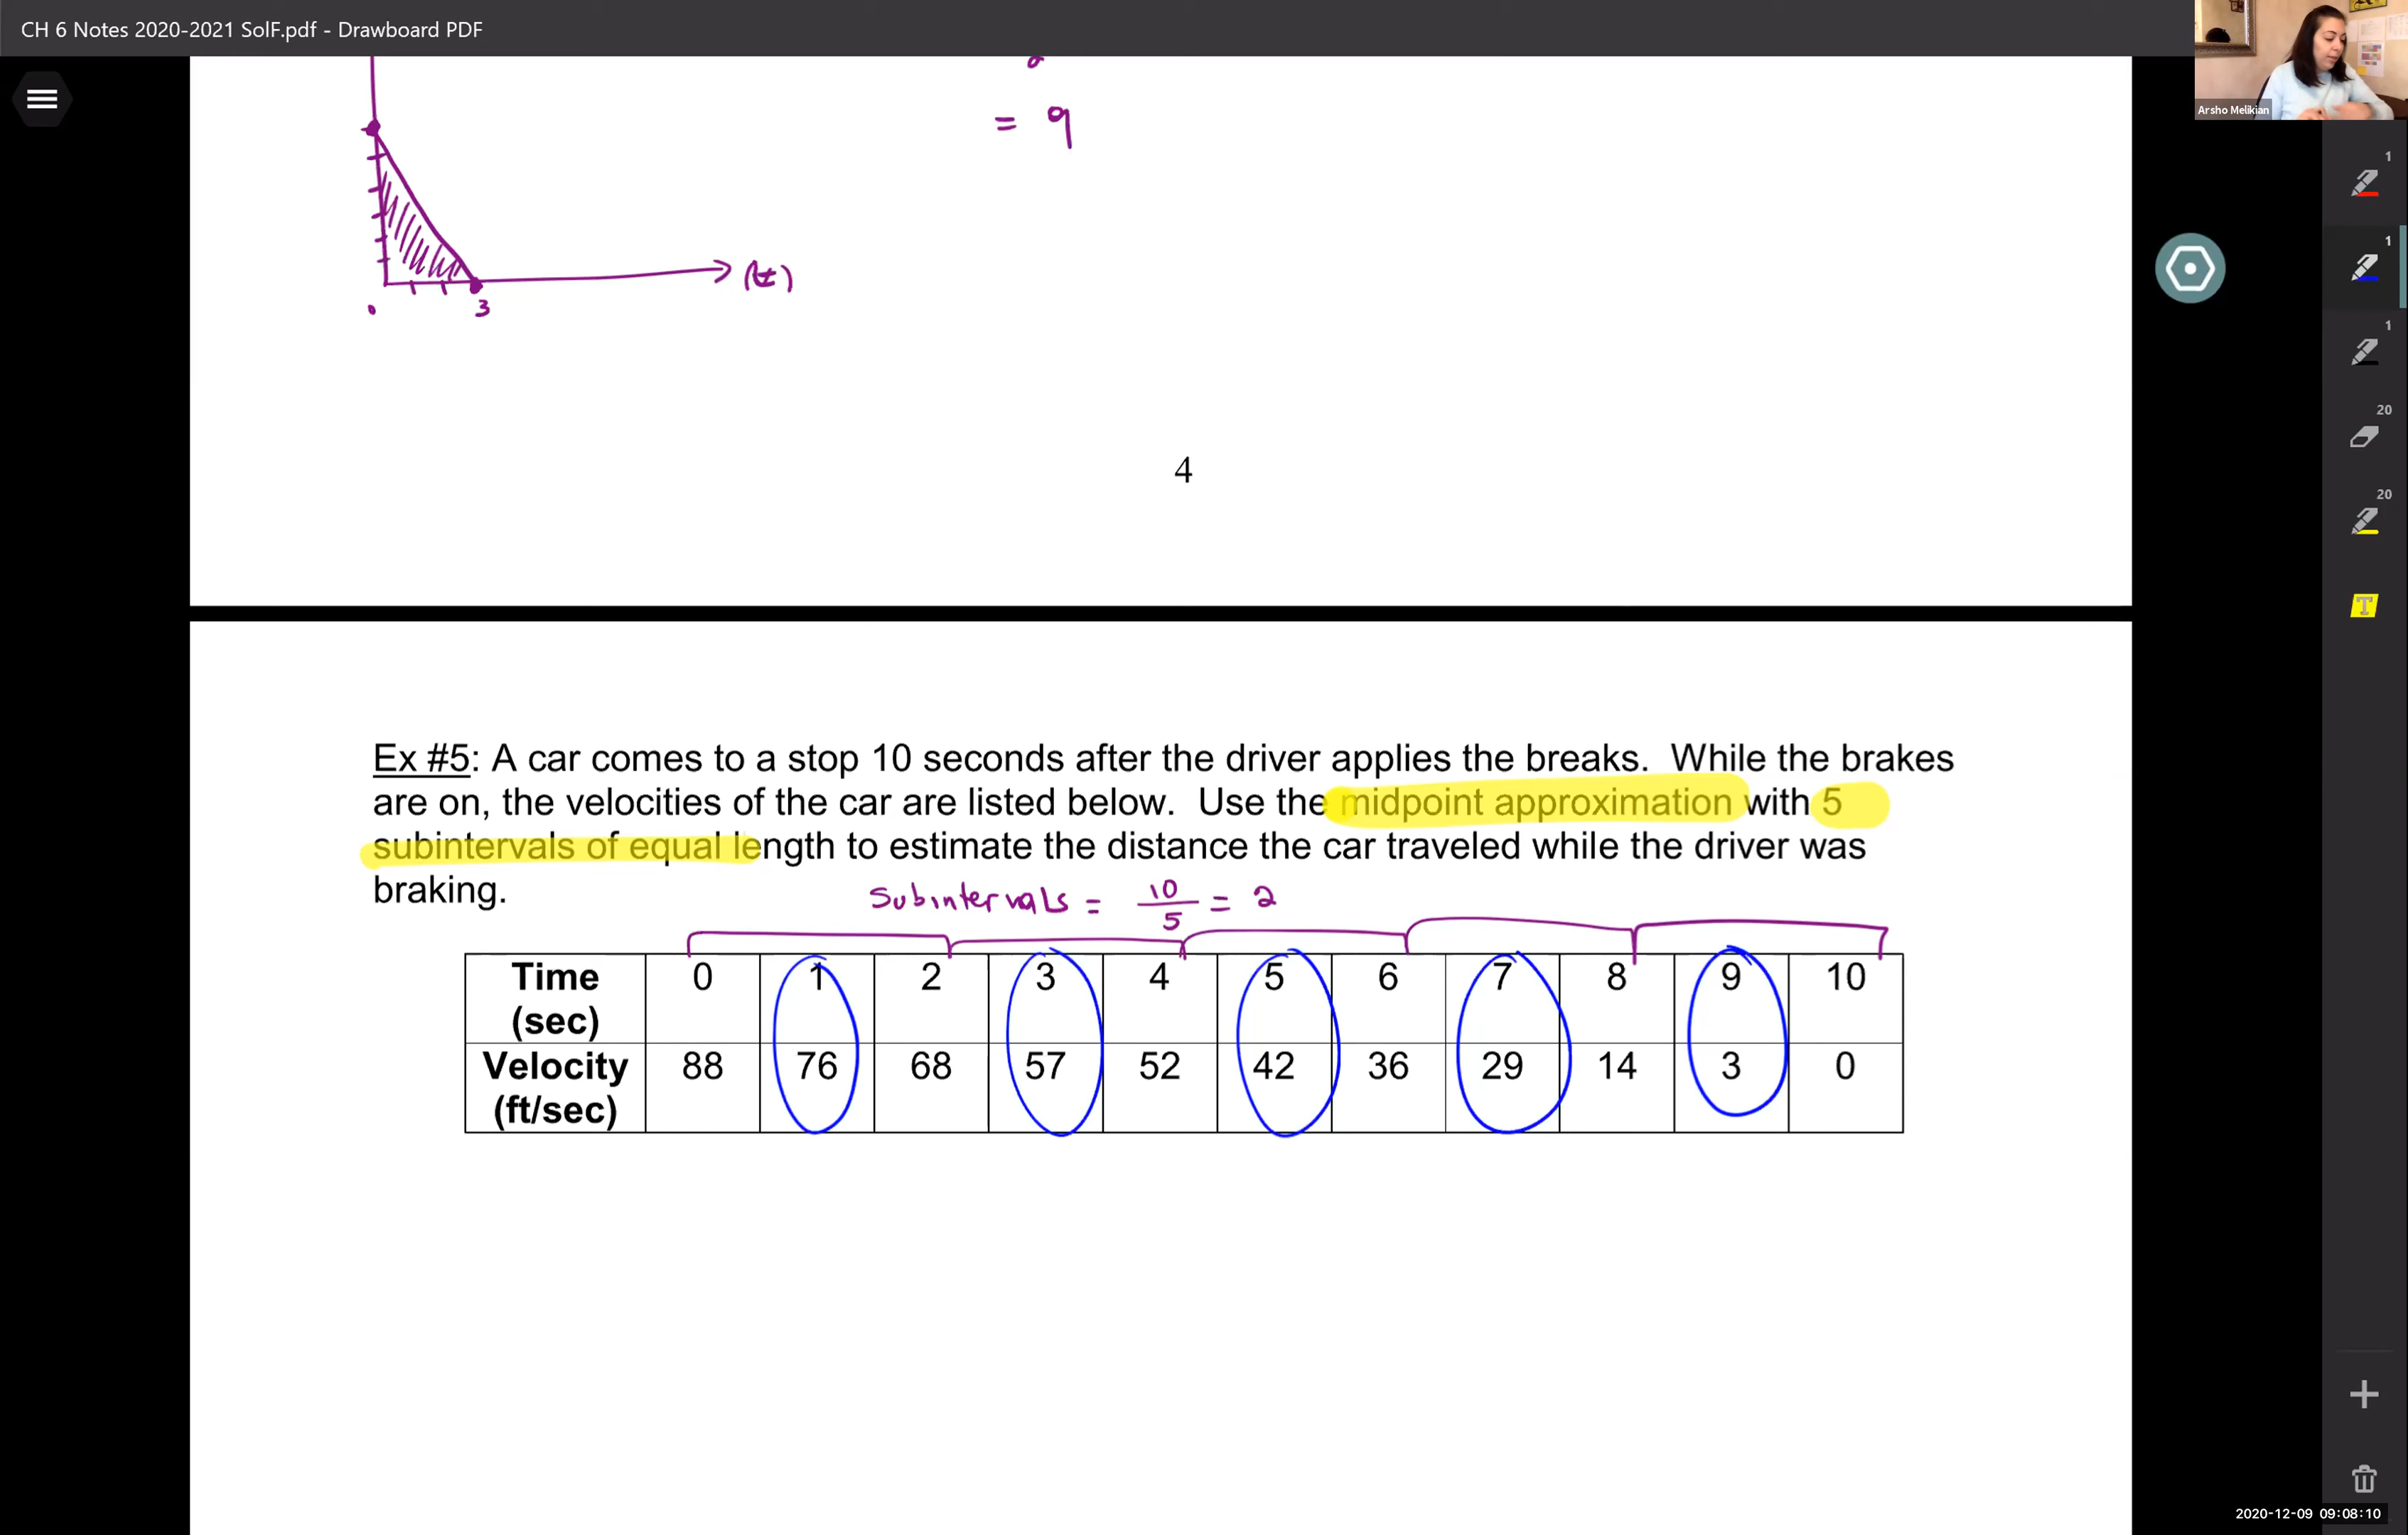 CH 6 Notes 2020-2021 SolF.pdf - Drawboard PDF
Arsho Melikian
= 9
(t)
0
3
1
1
1
20
20
T
4
Ex #5: A car comes to a stop 10 seconds after the driver applies the breaks. While the brakes
are on, the velocities of the car are listed below. Use the midpoint approximation with 5
subintervals of equal length to estimate the distance the car traveled while the driver was
braking.
Subintervals = 10/5 = 2
Time (sec) 0 1 2 3 4 5 6 7 8 9 10
Velocity (ft/sec) 88 76 68 57 52 42 36 29 14 3 0
2020-12-09 09:08:10